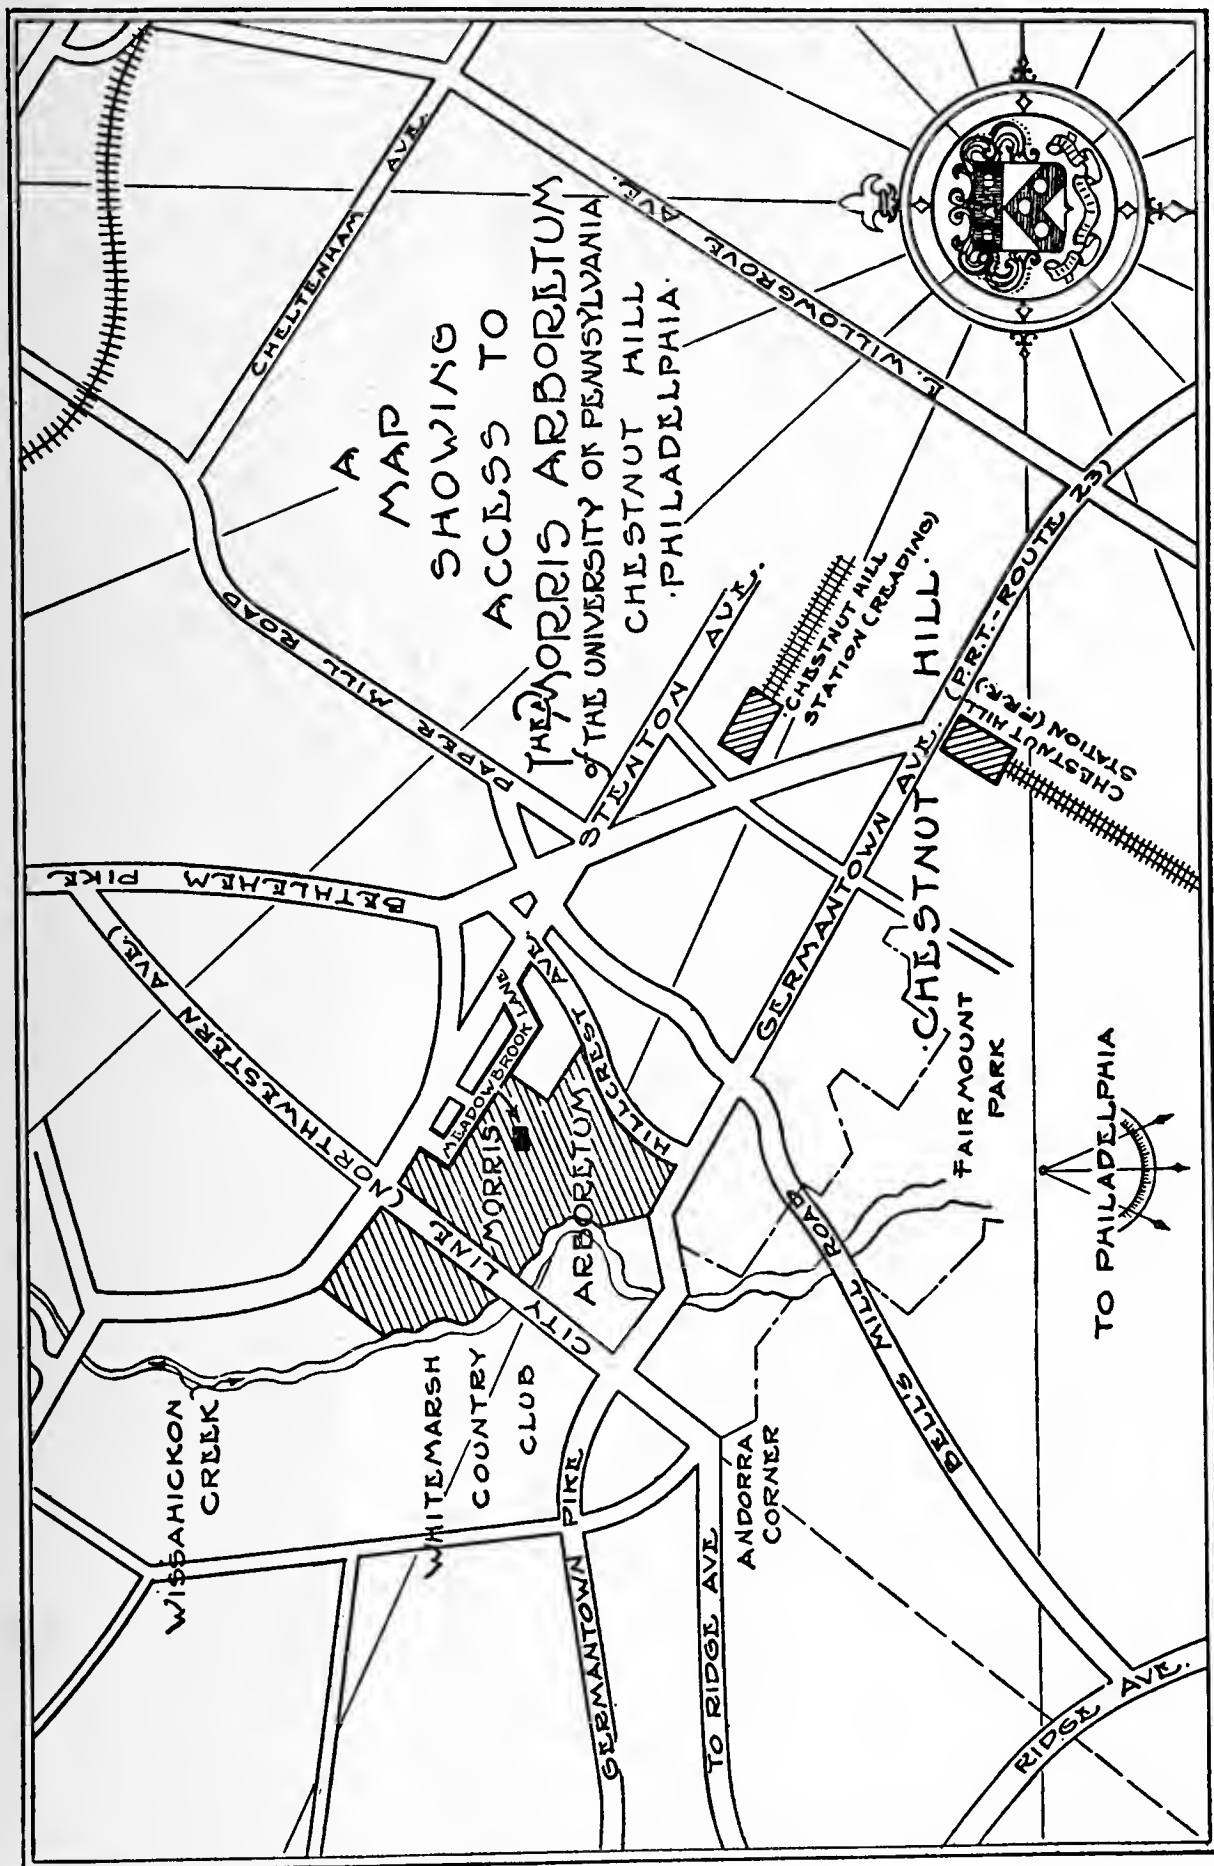 A
MAP
SHOWING
ACCESS TO
THE MORRIS ARBORETUM
of THE UNIVERSITY OF PENNSYLVANIA
CHESTNUT HILL
.PHILADELPHIA.
CHELTENHAM AVE.
E. WILLOWGROVE AVE.
PAPER MILL ROAD
STENTON AVE.
.CHESTNUT HILL
STATION (READING)
BETHLEHEM PIKE
(NORTHWESTERN AVE.)
CITY LINE
MEADOWBROOK LANE
HILLCREST AVE.
MORRIS
ARBORETUM
GERMANTOWN AVE. (P.R.T.-ROUTE 23)
.CHESTNUT HILL.
CHESTNUT HILL
STATION (P.R.R.)
WISSAHICKON
CREEK
WHITEMARSH
COUNTRY
CLUB
GERMANTOWN PIKE
TO RIDGE AVE
ANDORRA
CORNER
BELL'S MILL ROAD
RIDGE AVE.
FAIRMOUNT
PARK
TO PHILADELPHIA